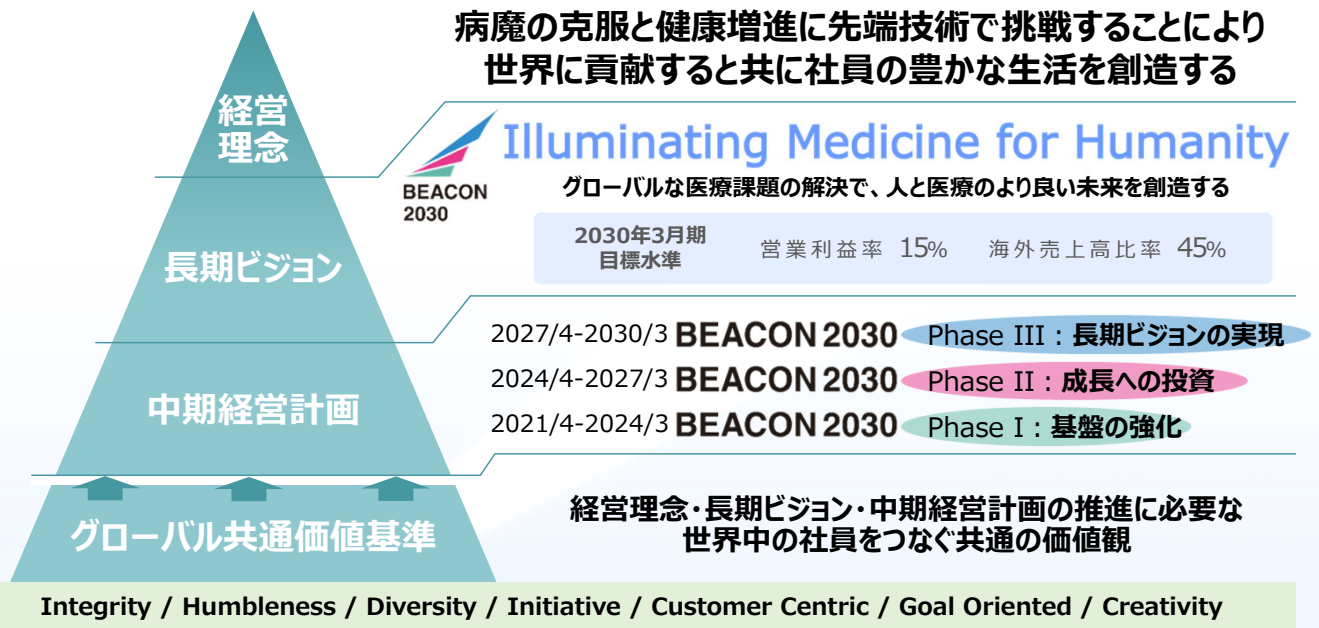 病魔の克服と健康増進に先端技術で挑戦することにより
世界に貢献すると共に社員の豊かな生活を創造する
経営
理念
BEACON
2030
Illuminating Medicine for Humanity
グローバルな医療課題の解決で、人と医療のより良い未来を創造する
長期ビジョン
2030年3月期
目標水準
営業利益率 15%
海外売上高比率 45%
中期経営計画
2027/4-2030/3 BEACON 2030 Phase III：長期ビジョンの実現
2024/4-2027/3 BEACON 2030 Phase II：成長への投資
2021/4-2024/3 BEACON 2030 Phase I：基盤の強化
グローバル共通価値基準
経営理念・長期ビジョン・中期経営計画の推進に必要な
世界中の社員をつなぐ共通の価値観
Integrity / Humbleness / Diversity / Initiative / Customer Centric / Goal Oriented / Creativity